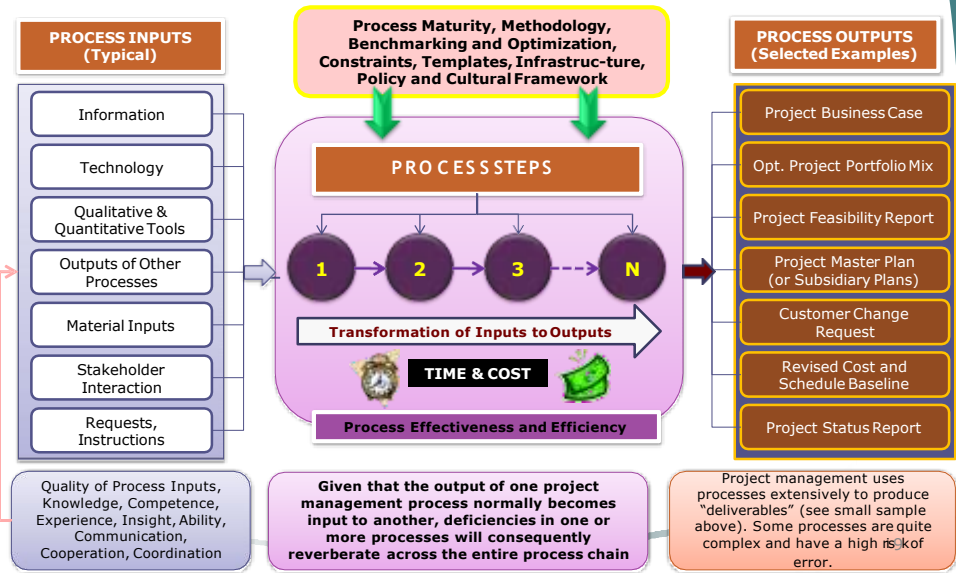 PROCESS INPUTS
(Typical)
Information
Technology
Qualitative &
Quantitative Tools
Outputs of Other
Processes
Material Inputs
Stakeholder
Interaction
Requests,
Instructions
Quality of Process Inputs,
Knowledge, Competence,
Experience, Insight, Ability,
Communication,
Cooperation, Coordination
Process Maturity, Methodology,
Benchmarking and Optimization,
Constraints, Templates, Infrastruc-ture,
Policy and Cultural Framework
PROCESS STEPS
1
2
3
N
Transformation of Inputs to Outputs
TIME & COST
Process Effectiveness and Efficiency
Given that the output of one project
management process normally becomes
input to another, deficiencies in one or
more processes will consequently
reverberate across the entire process chain
PROCESS OUTPUTS
(Selected Examples)
Project Business Case
Opt. Project Portfolio Mix
Project Feasibility Report
Project Master Plan
(or Subsidiary Plans)
Customer Change
Request
Revised Cost and
Schedule Baseline
Project Status Report
Project management uses
processes extensively to produce
“deliverables” (see small sample
above). Some processes are quite
complex and have a high risk of
error.